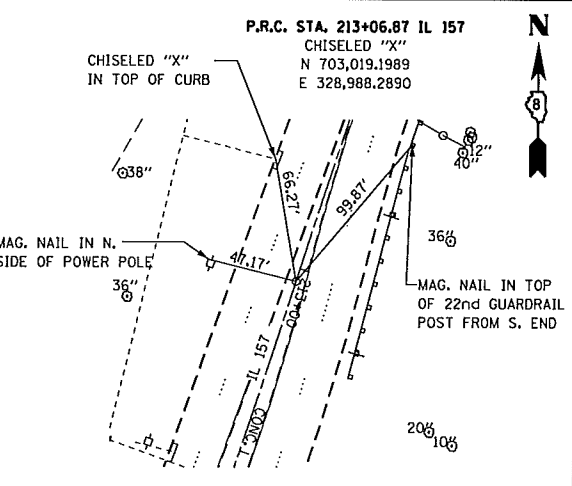 P.R.C. STA. 213+06.87 IL 157
CHISELED "X"
N 703,019.1989
E 328,988.2890
N
8
CHISELED "X"
IN TOP OF CURB
12"
40"
38"
66.27'
99.87'
36"
MAG. NAIL IN N.
SIDE OF POWER POLE
47.17'
36"
213+00
MAG. NAIL IN TOP
OF 22nd GUARDRAIL
POST FROM S. END
IL 157
CONC. L
20"
10"